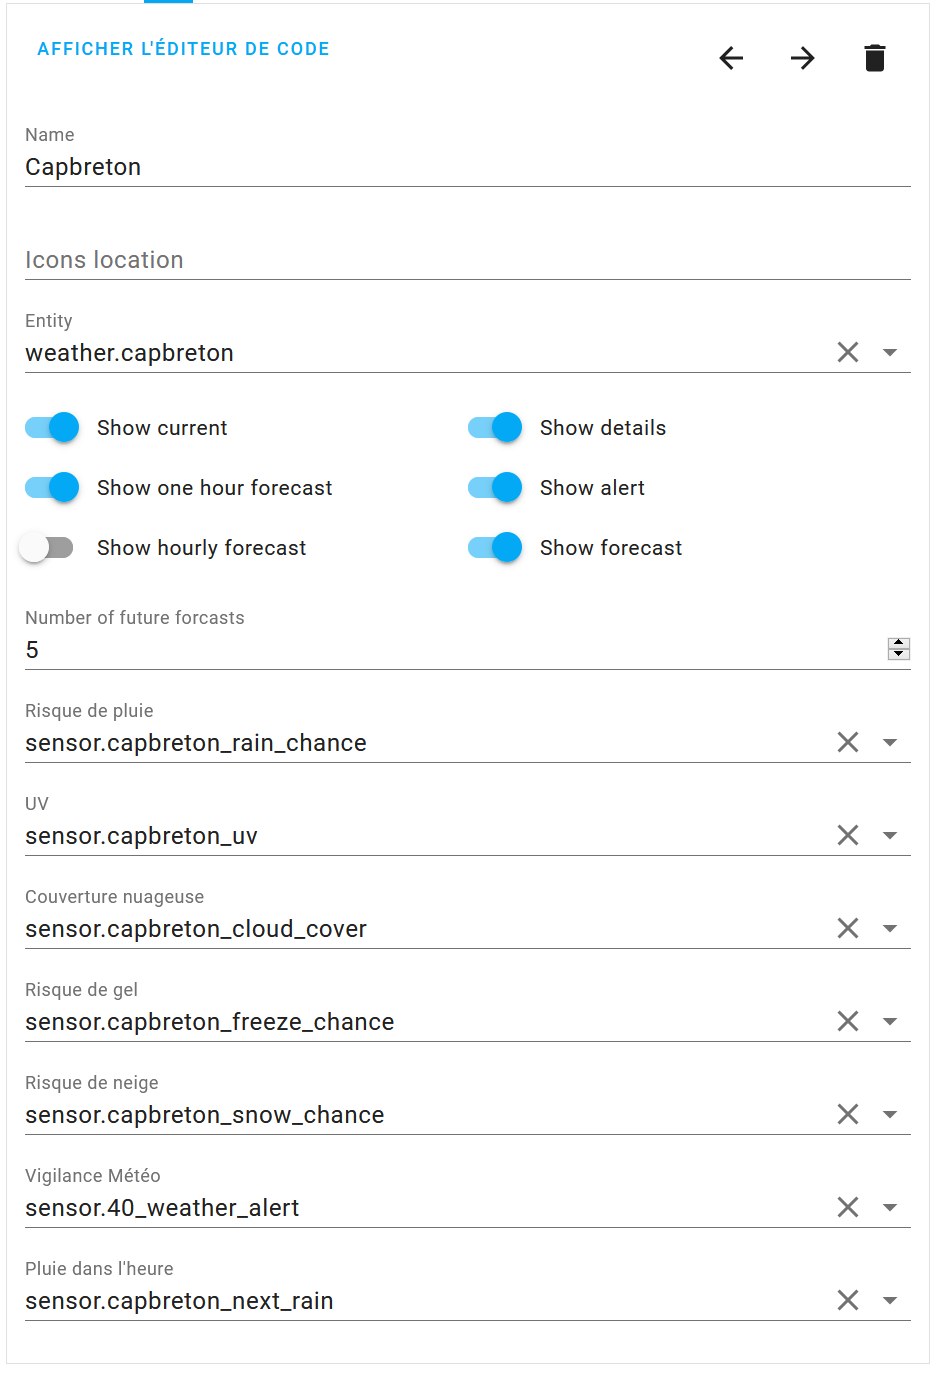 AFFICHER L'ÉDITEUR DE CODE
Name
Capbreton
Icons location
Entity
weather.capbreton
Show current
Show details
Show one hour forecast
Show alert
Show hourly forecast
Show forecast
Number of future forcasts
5
Risque de pluie
sensor.capbreton_rain_chance
UV
sensor.capbreton_uv
Couverture nuageuse
sensor.capbreton_cloud_cover
Risque de gel
sensor.capbreton_freeze_chance
Risque de neige
sensor.capbreton_snow_chance
Vigilance Météo
sensor.40_weather_alert
Pluie dans l'heure
sensor.capbreton_next_rain